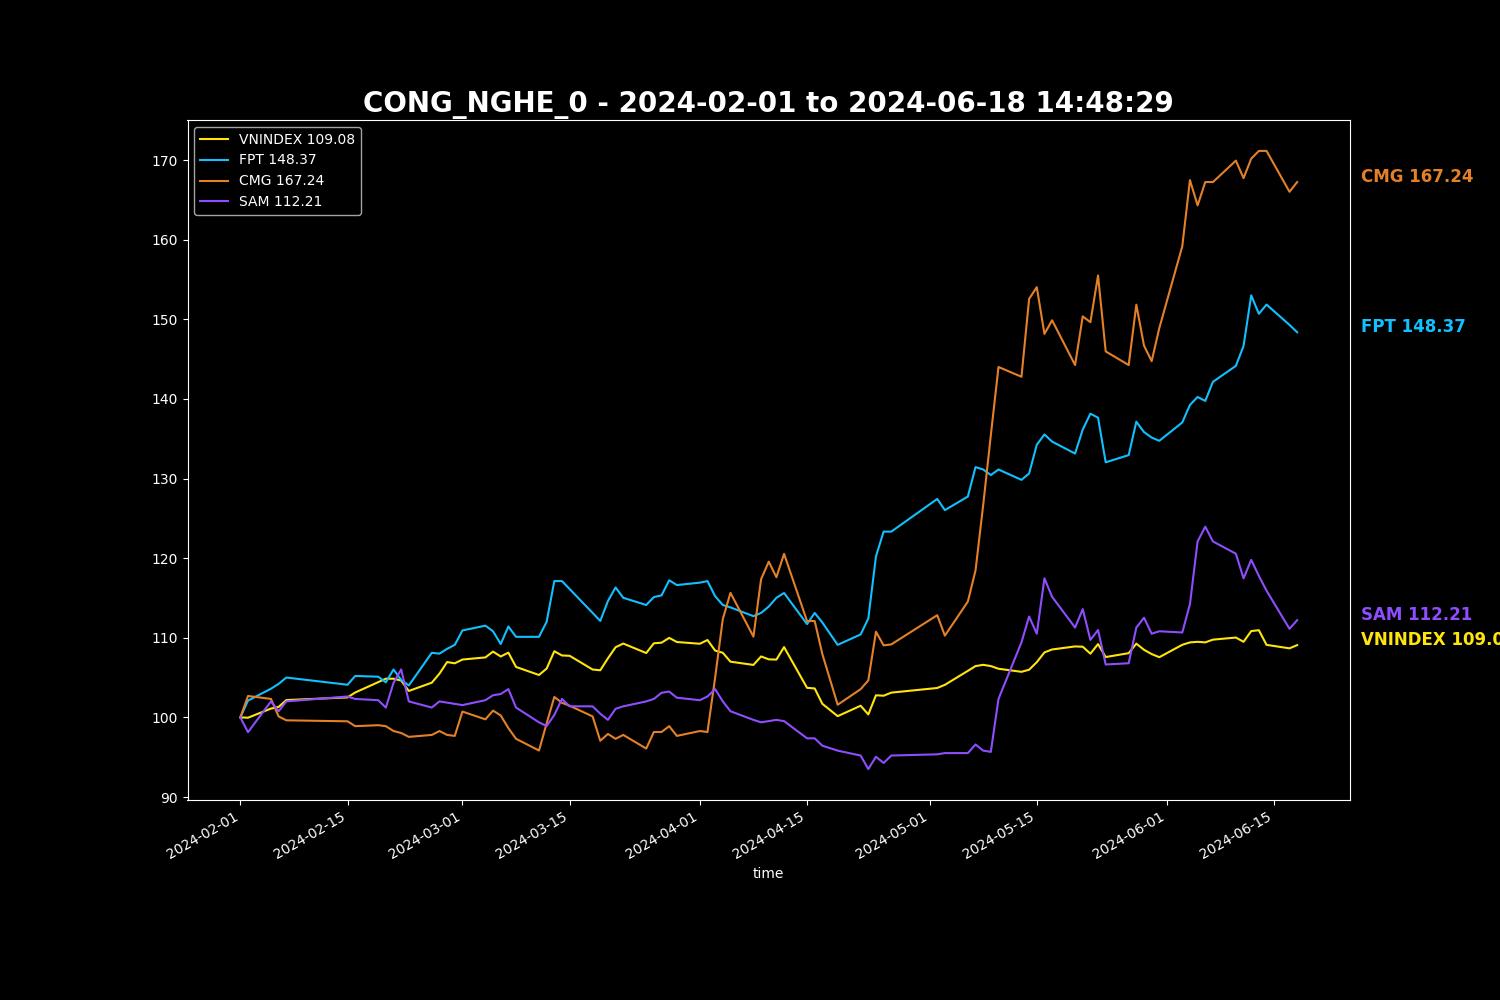 CONG_NGHE_0 - 2024-02-01 to 2024-06-18 14:48:29
VNINDEX 109.08
FPT 148.37
CMG 167.24
SAM 112.21
170
160
150
140
130
120
110
100
90
CMG 167.24
FPT 148.37
SAM 112.21
VNINDEX 109.0
2024-02-01
2024-02-15
2024-03-01
2024-03-15
2024-04-01
2024-04-15
2024-05-01
2024-05-15
2024-06-01
2024-06-15
time